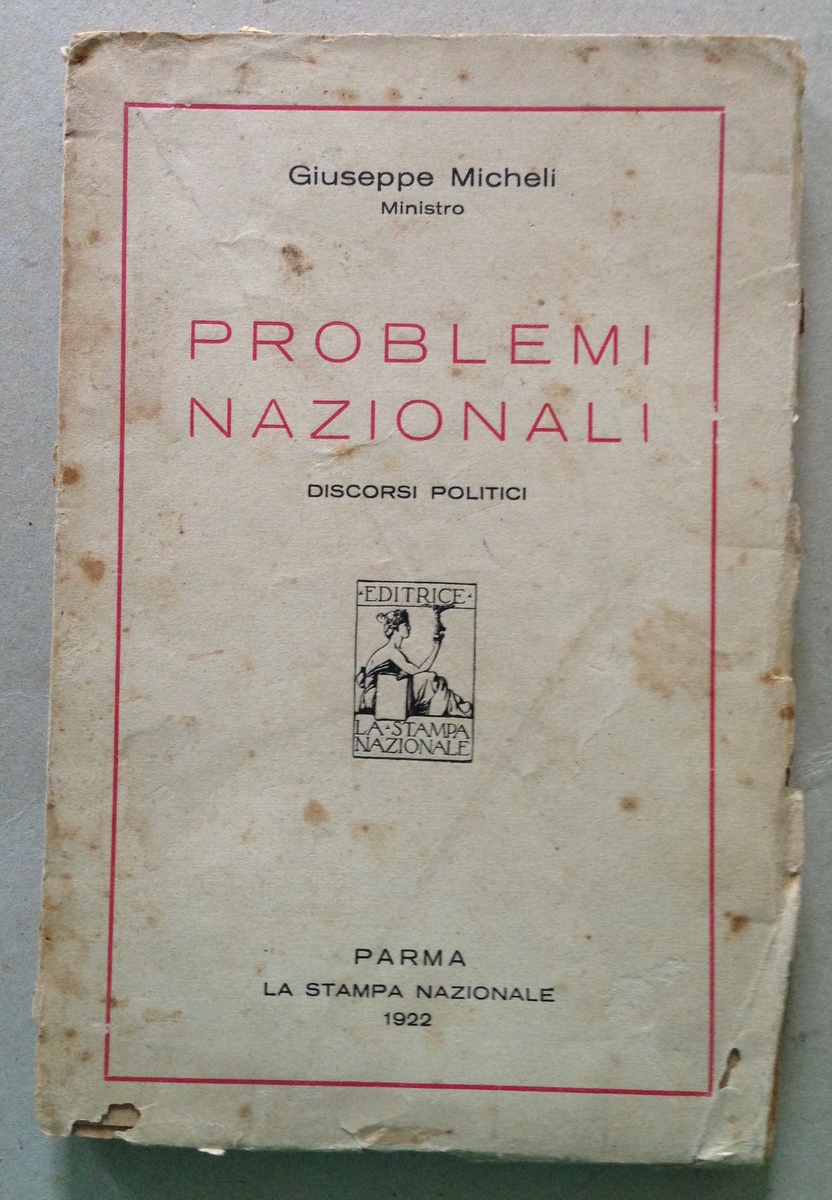 Giuseppe Micheli
Ministro
PROBLEMI
NAZIONALI
DISCORSI POLITICI
·EDITRICE·
LA·STAMPA
NAZIONALE
PARMA
LA STAMPA NAZIONALE
1922